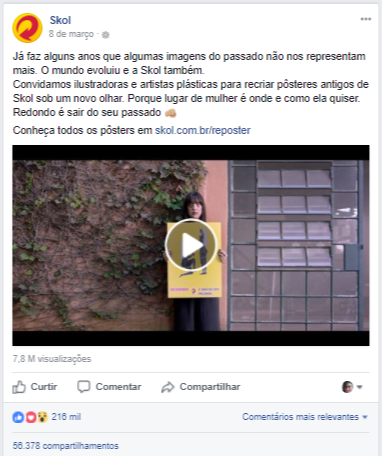 Skol
8 de março ·
Já faz alguns anos que algumas imagens do passado não nos representam
mais. O mundo evoluiu e a Skol também.
Convidamos ilustradoras e artistas plásticas para recriar pôsteres antigos de
Skol sob um novo olhar. Porque lugar de mulher é onde e como ela quiser.
Redondo é sair do seu passado 👊🏼
Conheça todos os pôsters em skol.com.br/reposter
7,8 M visualizações
Curtir Comentar Compartilhar
216 mil Comentários mais relevantes
56.378 compartilhamentos